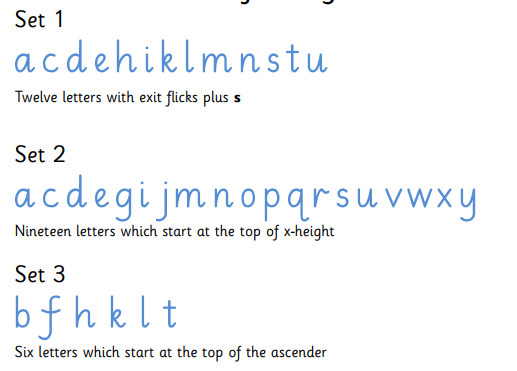 Set 1
a c d e h i k l m n s t u
Twelve letters with exit flicks plus s
Set 2
a c d e g i j m n o p q r s u v w x y
Nineteen letters which start at the top of x-height
Set 3
b f h k l t
Six letters which start at the top of the ascender